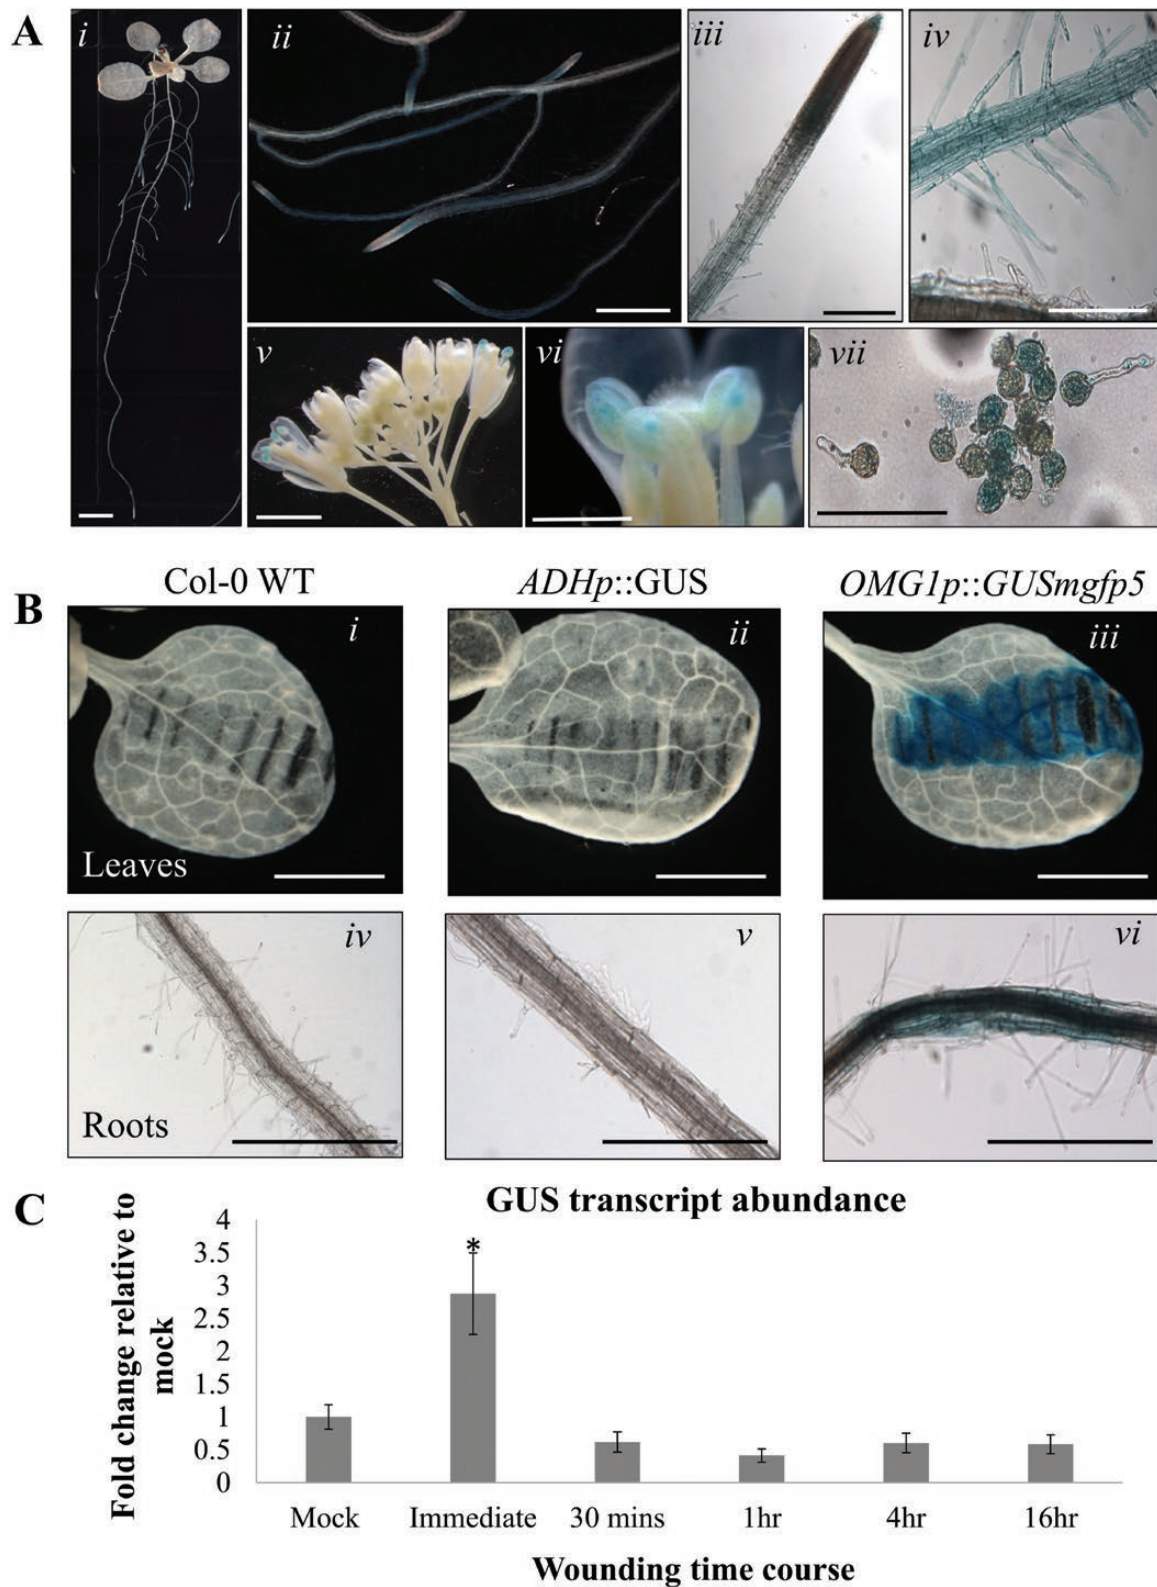 A
i
ii
iii
iv
v
vi
vii
B
Col-0 WT
ADHp::GUS
OMG1p::GUSmgfp5
i
ii
iii
Leaves
iv
v
vi
Roots
C
GUS transcript abundance
Fold change relative to
mock
4
3.5
3
2.5
2
1.5
1
0.5
0
*
Mock
Immediate
30 mins
1hr
4hr
16hr
Wounding time course